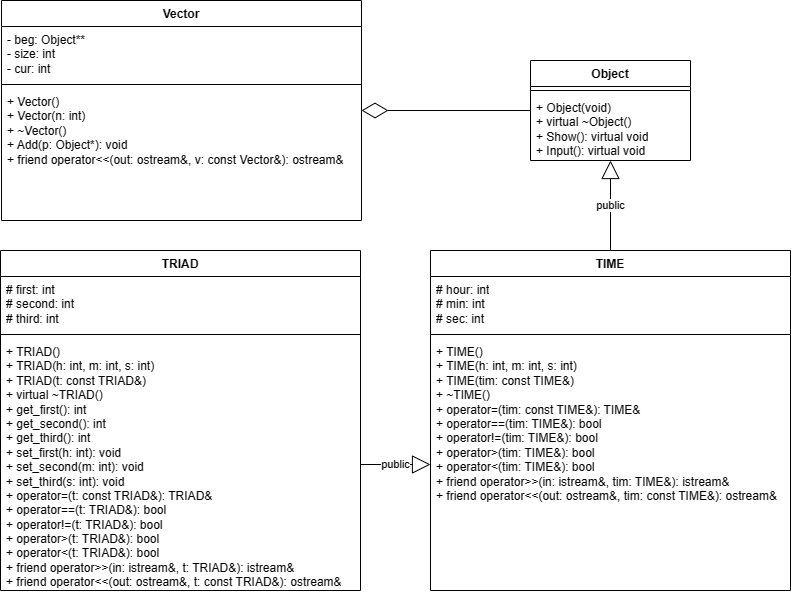 Vector
- beg: Object**
- size: int
- cur: int
+ Vector()
+ Vector(n: int)
+ ~Vector()
+ Add(p: Object*): void
+ friend operator<<(out: ostream&, v: const Vector&): ostream&
Object
+ Object(void)
+ virtual ~Object()
+ Show(): virtual void
+ Input(): virtual void
public
TRIAD
# first: int
# second: int
# third: int
+ TRIAD()
+ TRIAD(h: int, m: int, s: int)
+ TRIAD(t: const TRIAD&)
+ virtual ~TRIAD()
+ get_first(): int
+ get_second(): int
+ get_third(): int
+ set_first(h: int): void
+ set_second(m: int): void
+ set_third(s: int): void
+ operator=(t: const TRIAD&): TRIAD&
+ operator==(t: TRIAD&): bool
+ operator!=(t: TRIAD&): bool
+ operator>(t: TRIAD&): bool
+ operator<(t: TRIAD&): bool
+ friend operator>>(in: istream&, t: TRIAD&): istream&
+ friend operator<<(out: ostream&, t: const TRIAD&): ostream&
public
TIME
# hour: int
# min: int
# sec: int
+ TIME()
+ TIME(h: int, m: int, s: int)
+ TIME(tim: const TIME&)
+ ~TIME()
+ operator=(tim: const TIME&): TIME&
+ operator==(tim: TIME&): bool
+ operator!=(tim: TIME&): bool
+ operator>(tim: TIME&): bool
+ operator<(tim: TIME&): bool
+ friend operator>>(in: istream&, tim: TIME&): istream&
+ friend operator<<(out: ostream&, tim: const TIME&): ostream&